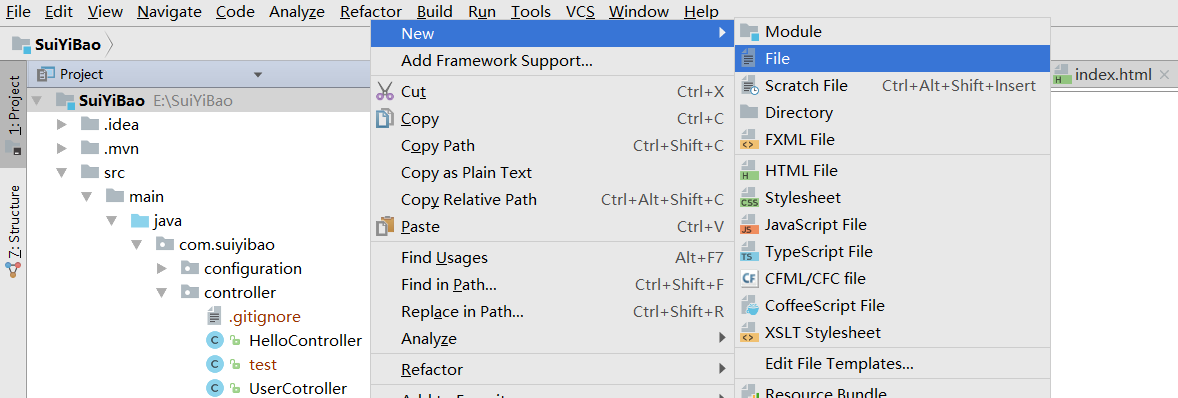 File Edit View Navigate Code Analyze Refactor Build Run Tools VCS Window Help
SuiYiBao
Project
1: Project
Z: Structure
SuiYiBao E:\SuiYiBao
.idea
.mvn
src
main
java
com.suiyibao
configuration
controller
.gitignore
HelloController
test
UserCotroller
New
Add Framework Support...
Cut Ctrl+X
Copy Ctrl+C
Copy Path Ctrl+Shift+C
Copy as Plain Text
Copy Relative Path Ctrl+Alt+Shift+C
Paste Ctrl+V
Find Usages Alt+F7
Find in Path... Ctrl+Shift+F
Replace in Path... Ctrl+Shift+R
Analyze
Refactor
Module
File
Scratch File Ctrl+Alt+Shift+Insert
Directory
FXML File
HTML File
CSS Stylesheet
JS JavaScript File
TS TypeScript File
CF CFML/CFC file
CoffeeScript File
XSLT Stylesheet
Edit File Templates...
Resource Bundle
index.html